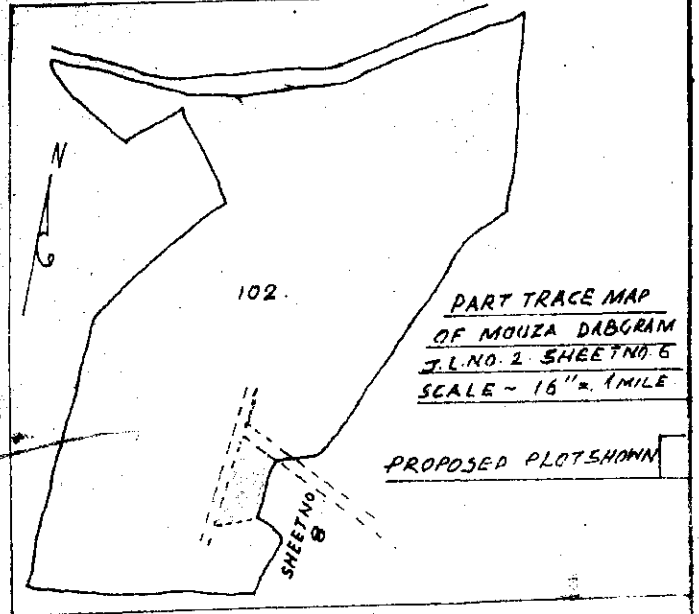 N
102.
PART TRACE MAP
OF MOUZA DABGRAM
J.L.NO. 2 SHEET NO. 6
SCALE ~ 16" = 1 MILE
PROPOSED PLOT SHOWN
SHEET NO.
8